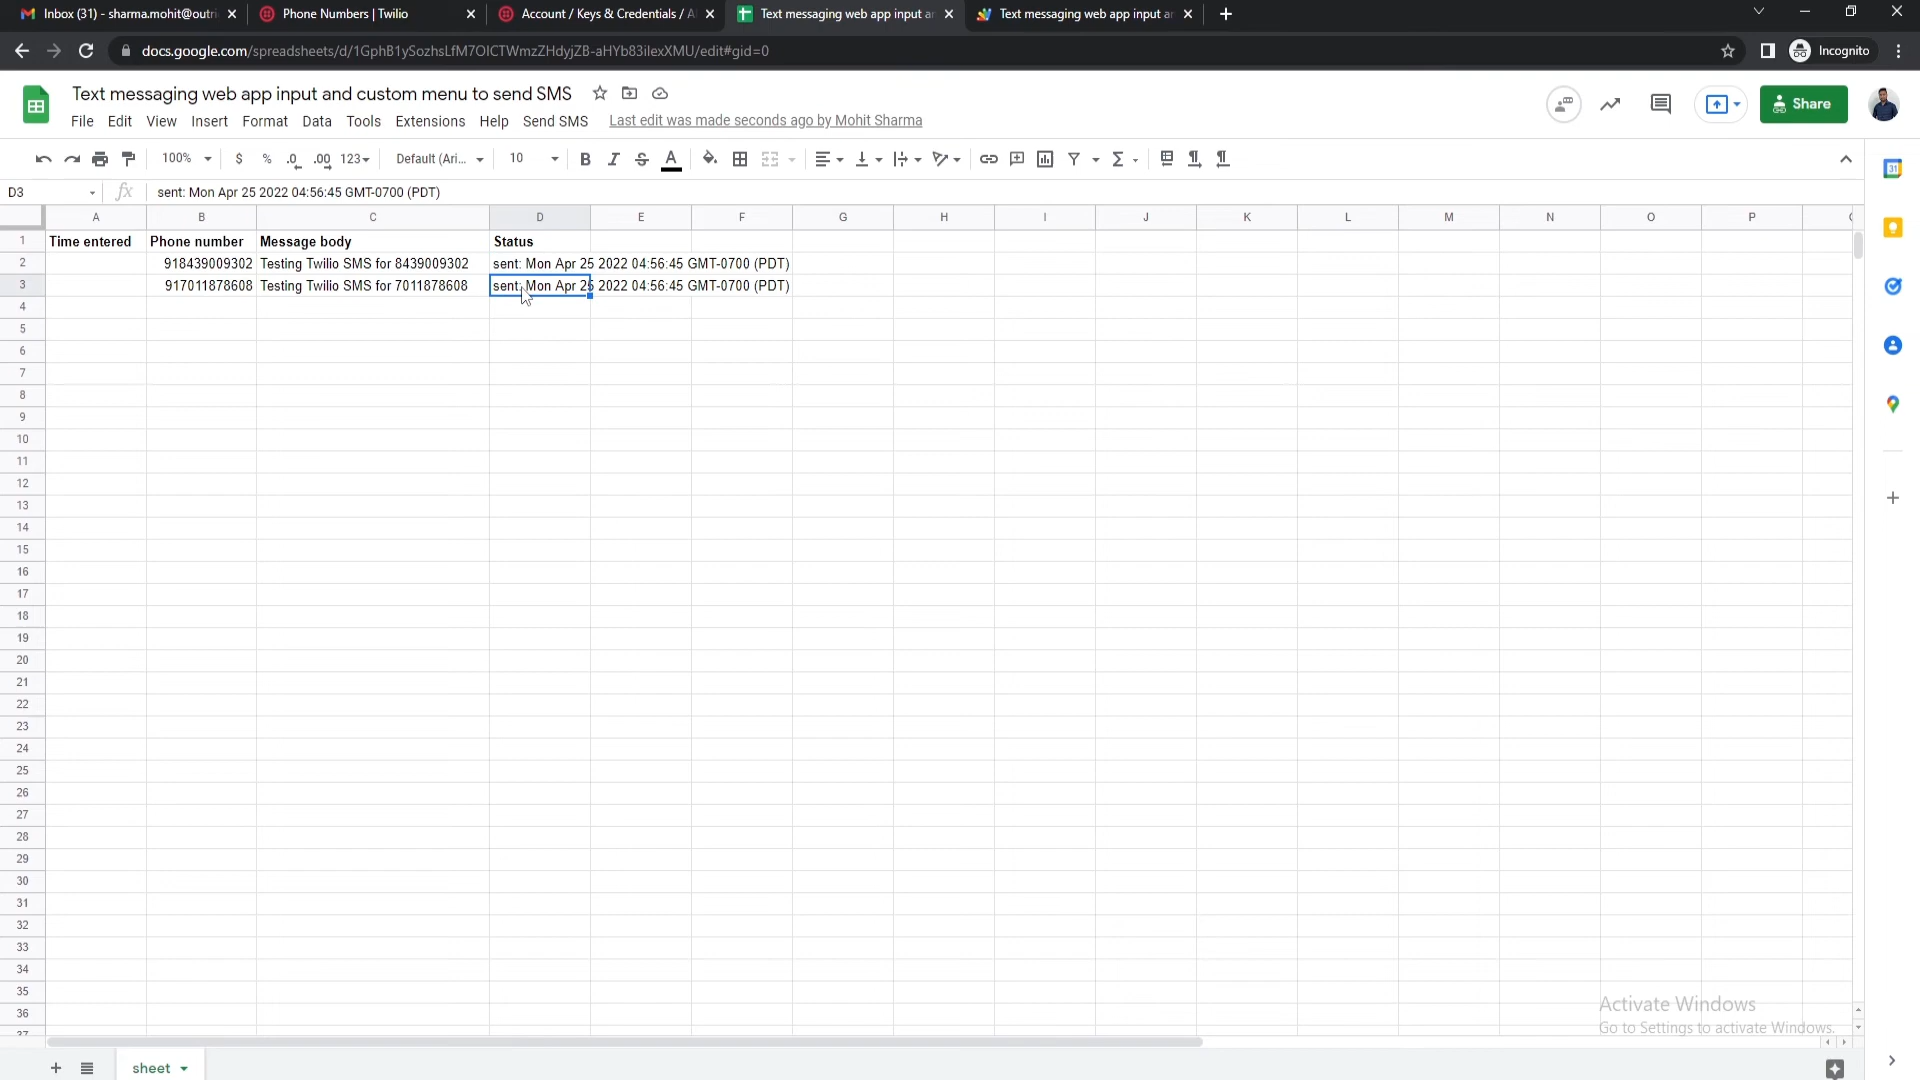 Inbox (31) - sharma.mohit@outri
Phone Numbers | Twilio
Account / Keys & Credentials / A
Text messaging web app input ar
Text messaging web app input ar
docs.google.com/spreadsheets/d/1GphB1ySozhsLfM7OICTWmzZHdyjZB-aHYb83ilexXMU/edit#gid=0
Incognito
Text messaging web app input and custom menu to send SMS
Share
File Edit View Insert Format Data Tools Extensions Help Send SMS Last edit was made seconds ago by Mohit Sharma
100% $ % .0 .00 123 Default (Ari... 10 B I S A
D3 fx sent: Mon Apr 25 2022 04:56:45 GMT-0700 (PDT)
A B C D E F G H I J K L M N O P
1 Time entered Phone number Message body Status
2 918439009302 Testing Twilio SMS for 8439009302 sent: Mon Apr 25 2022 04:56:45 GMT-0700 (PDT)
3 917011878608 Testing Twilio SMS for 7011878608 sent: Mon Apr 25 2022 04:56:45 GMT-0700 (PDT)
4
5
6
7
8
9
10
11
12
13
14
15
16
17
18
19
20
21
22
23
24
25
26
27
28
29
30
31
32
33
34
35
36
37
Activate Windows
Go to Settings to activate Windows.
sheet